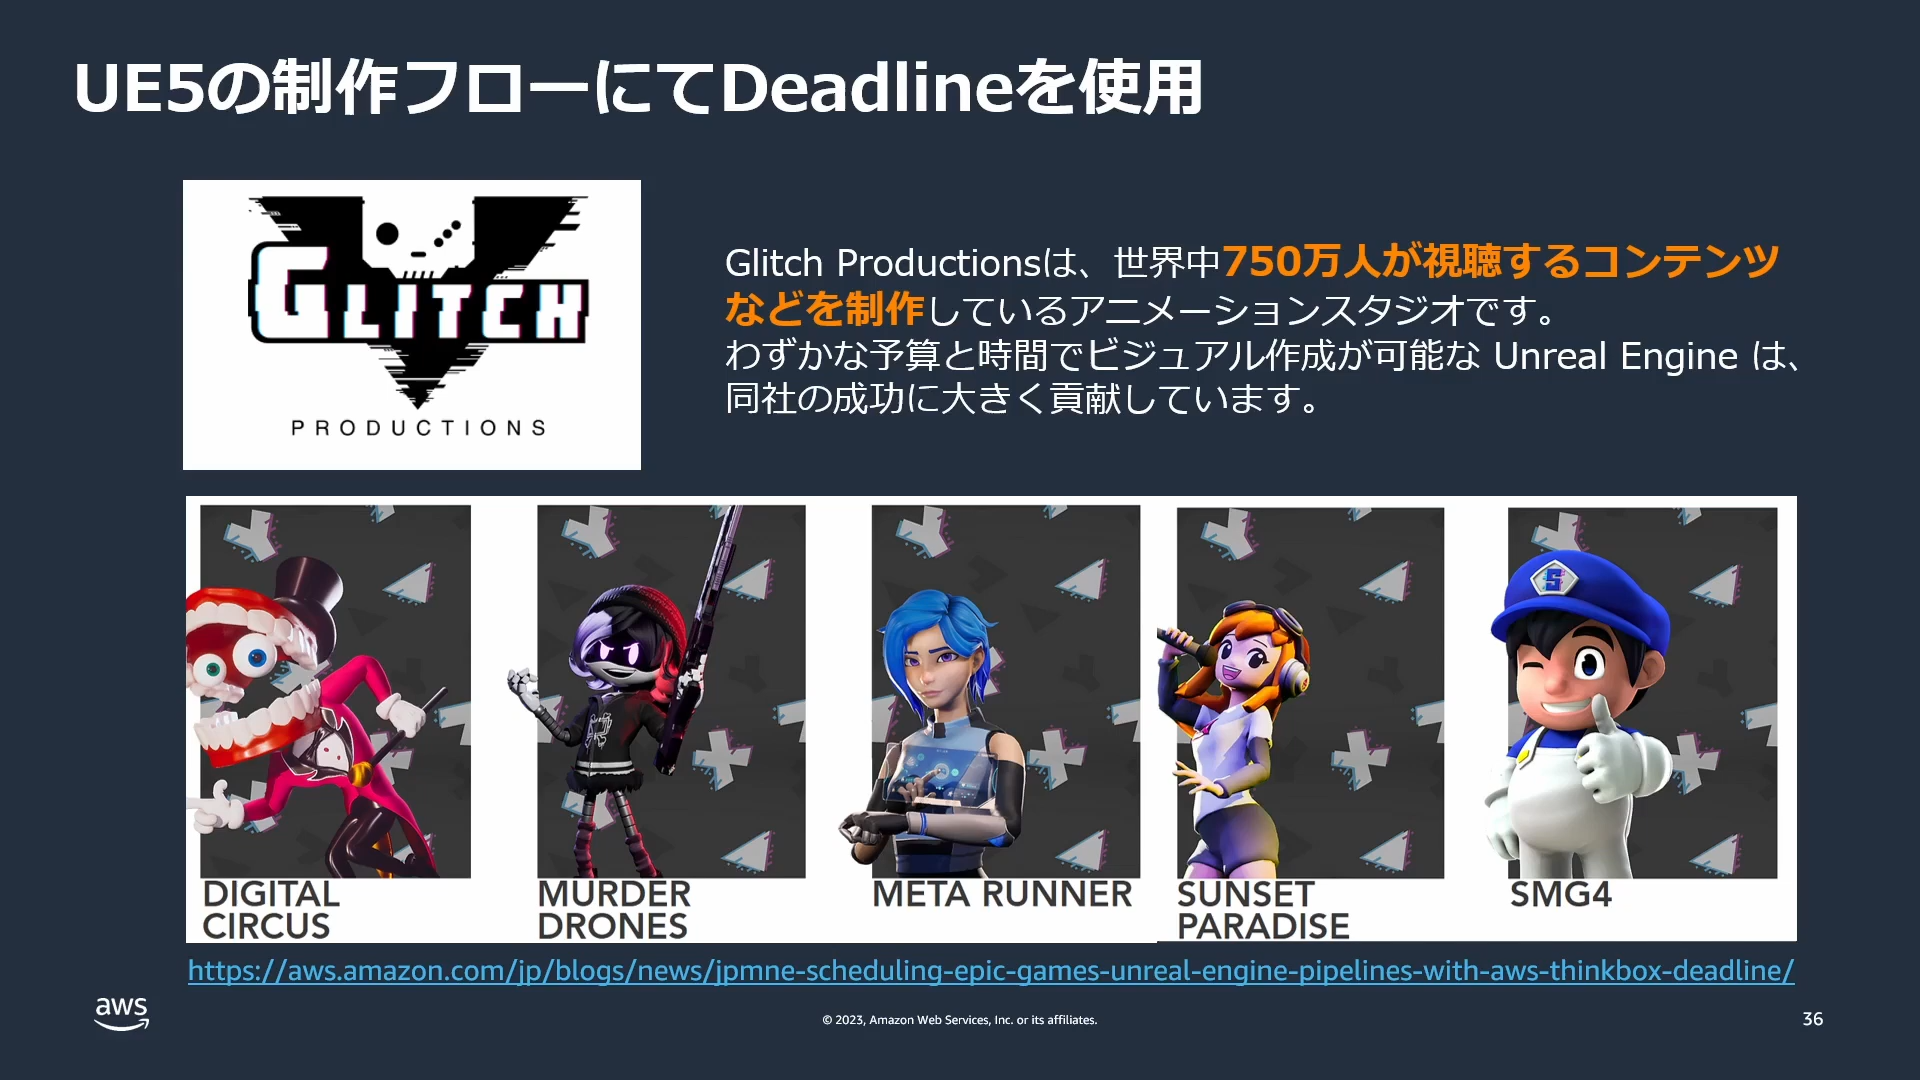 UE5の制作フローにてDeadlineを使用
GLITCH
PRODUCTIONS
Glitch Productionsは、世界中750万人が視聴するコンテンツ
などを制作しているアニメーションスタジオです。
わずかな予算と時間でビジュアル作成が可能な Unreal Engine は、
同社の成功に大きく貢献しています。
S
DIGITAL
CIRCUS
MURDER
DRONES
META RUNNER
SUNSET
PARADISE
SMG4
https://aws.amazon.com/jp/blogs/news/jpmne-scheduling-epic-games-unreal-engine-pipelines-with-aws-thinkbox-deadline/
aws
© 2023, Amazon Web Services, Inc. or its affiliates.
36